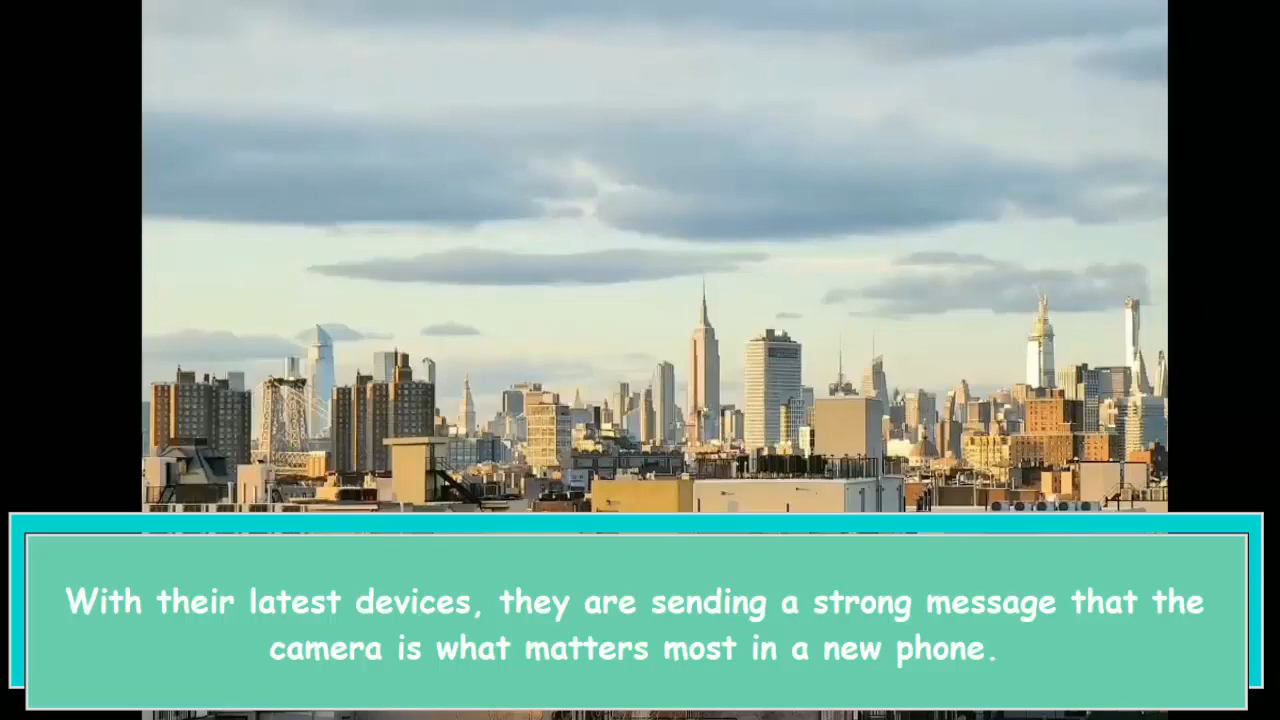 With their latest devices, they are sending a strong message that the
camera is what matters most in a new phone.